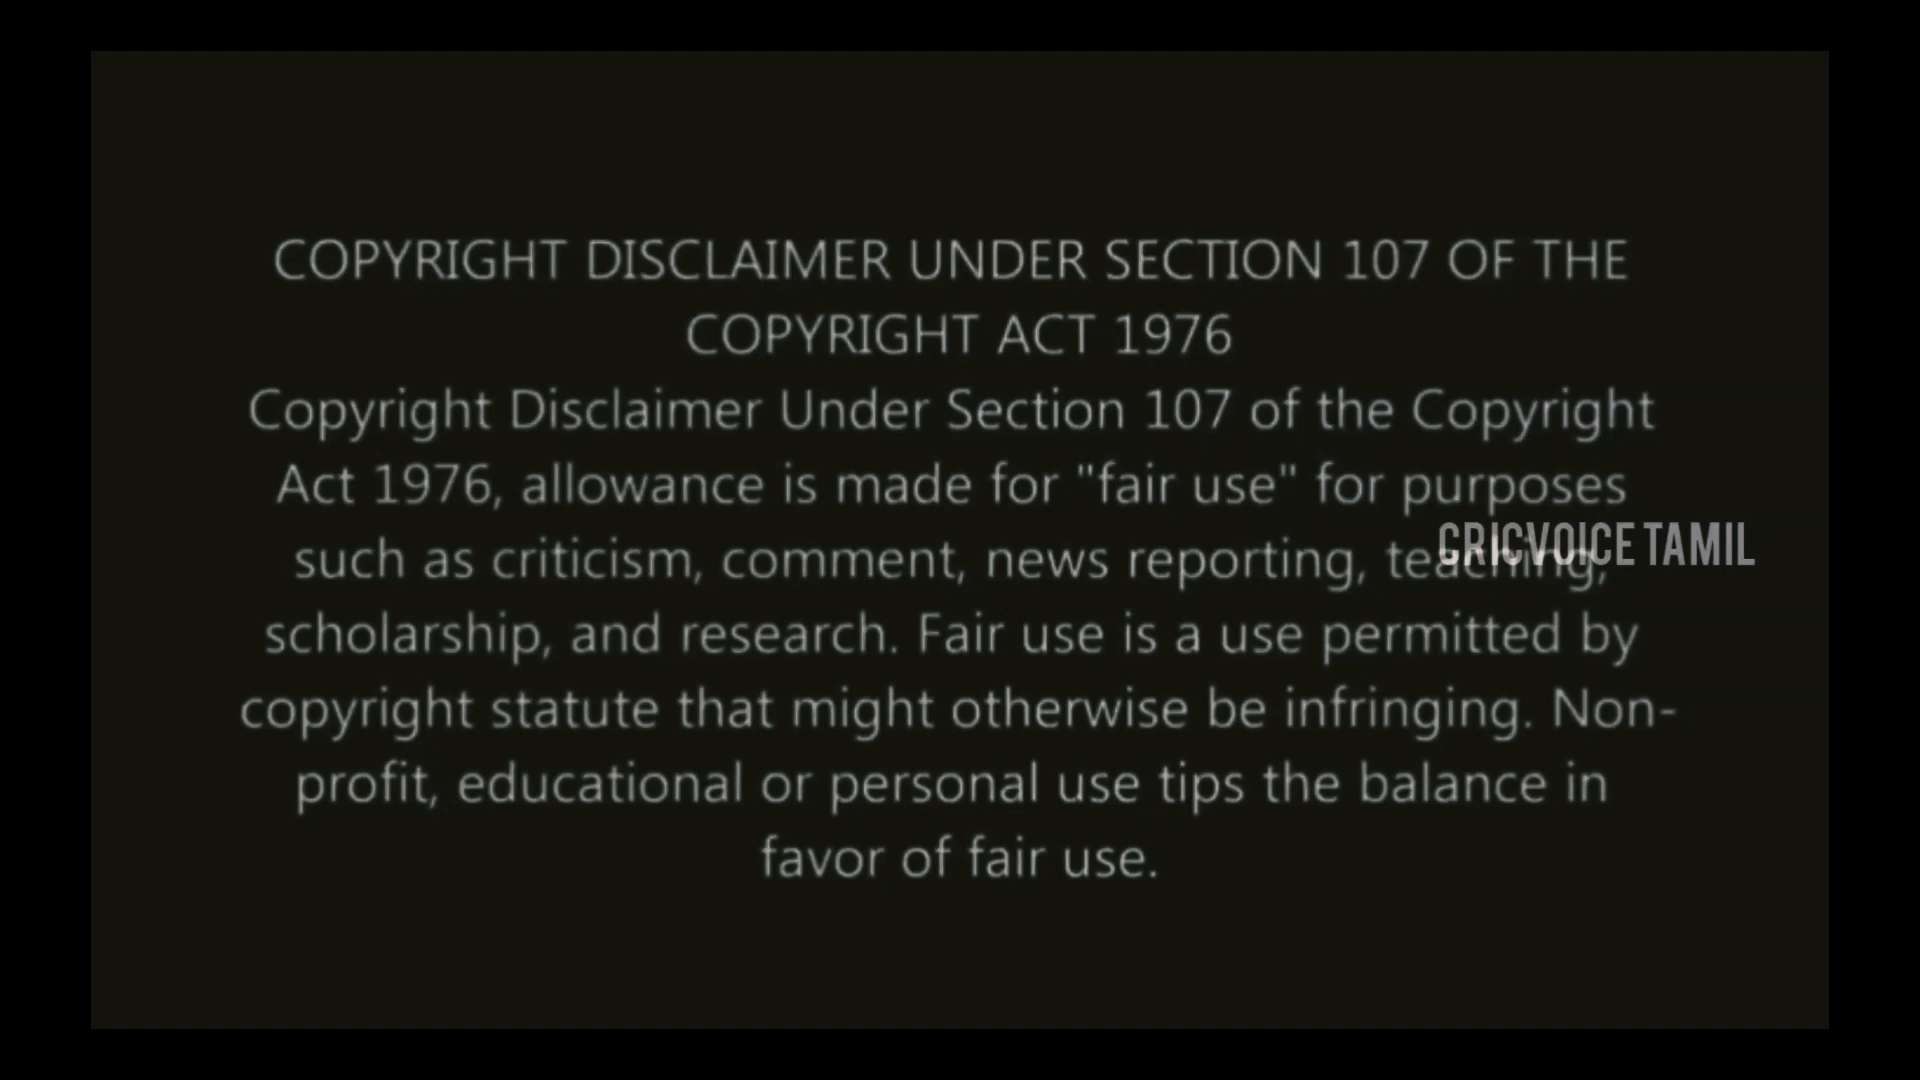 COPYRIGHT DISCLAIMER UNDER SECTION 107 OF THE
COPYRIGHT ACT 1976
Copyright Disclaimer Under Section 107 of the Copyright
Act 1976, allowance is made for "fair use" for purposes
such as criticism, comment, news reporting, teaching,
CRICVOICE TAMIL
scholarship, and research. Fair use is a use permitted by
copyright statute that might otherwise be infringing. Non-
profit, educational or personal use tips the balance in
favor of fair use.